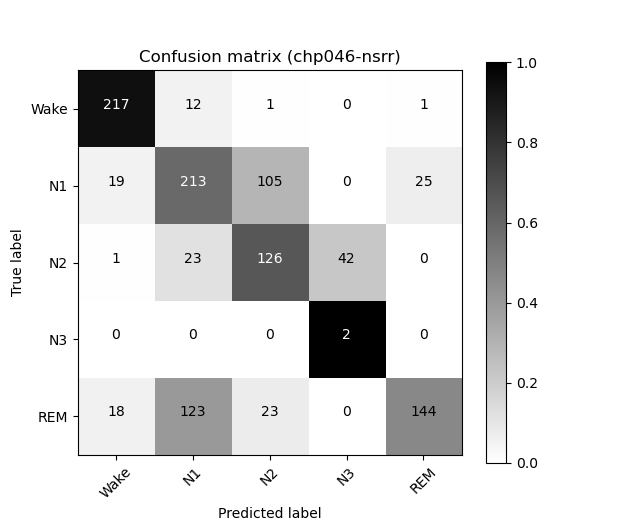 Confusion matrix (chp046-nsrr)
True label
Wake 217 12 1 0 1
N1 19 213 105 0 25
N2 1 23 126 42 0
N3 0 0 0 2 0
REM 18 123 23 0 144
Wake N1 N2 N3 REM
Predicted label
1.0
0.8
0.6
0.4
0.2
0.0